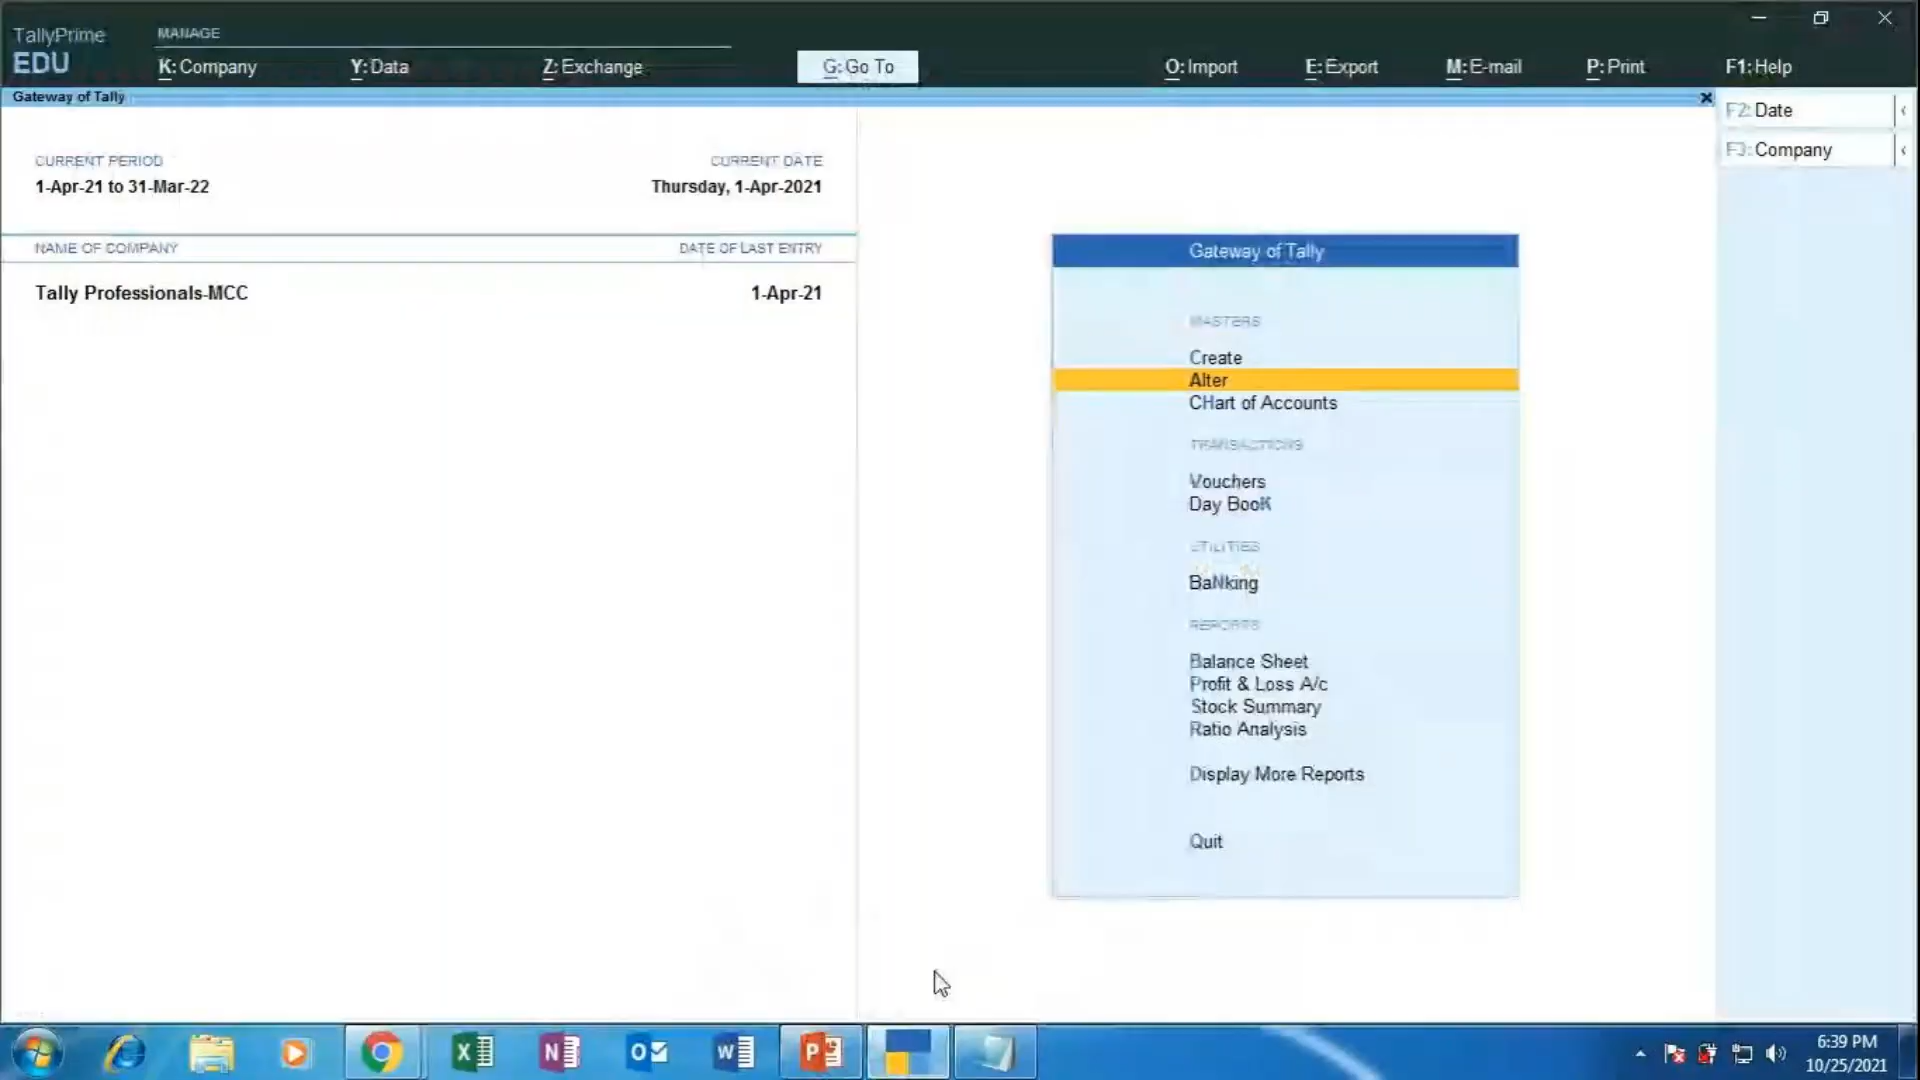 TallyPrime
EDU
MANAGE
K: Company
Y: Data
Z: Exchange
G: Go To
O: Import
E: Export
M: E-mail
P: Print
F1: Help
Gateway of Tally
F2: Date
F3: Company
CURRENT PERIOD
CURRENT DATE
1-Apr-21 to 31-Mar-22
Thursday, 1-Apr-2021
NAME OF COMPANY
DATE OF LAST ENTRY
Tally Professionals-MCC
1-Apr-21
Gateway of Tally
MASTERS
Create
Alter
CHart of Accounts
TRANSACTIONS
Vouchers
Day BooK
UTILITIES
BaNking
REPORTS
Balance Sheet
Profit & Loss A/c
Stock Summary
Ratio Analysis
Display More Reports
Quit
6:39 PM
10/25/2021